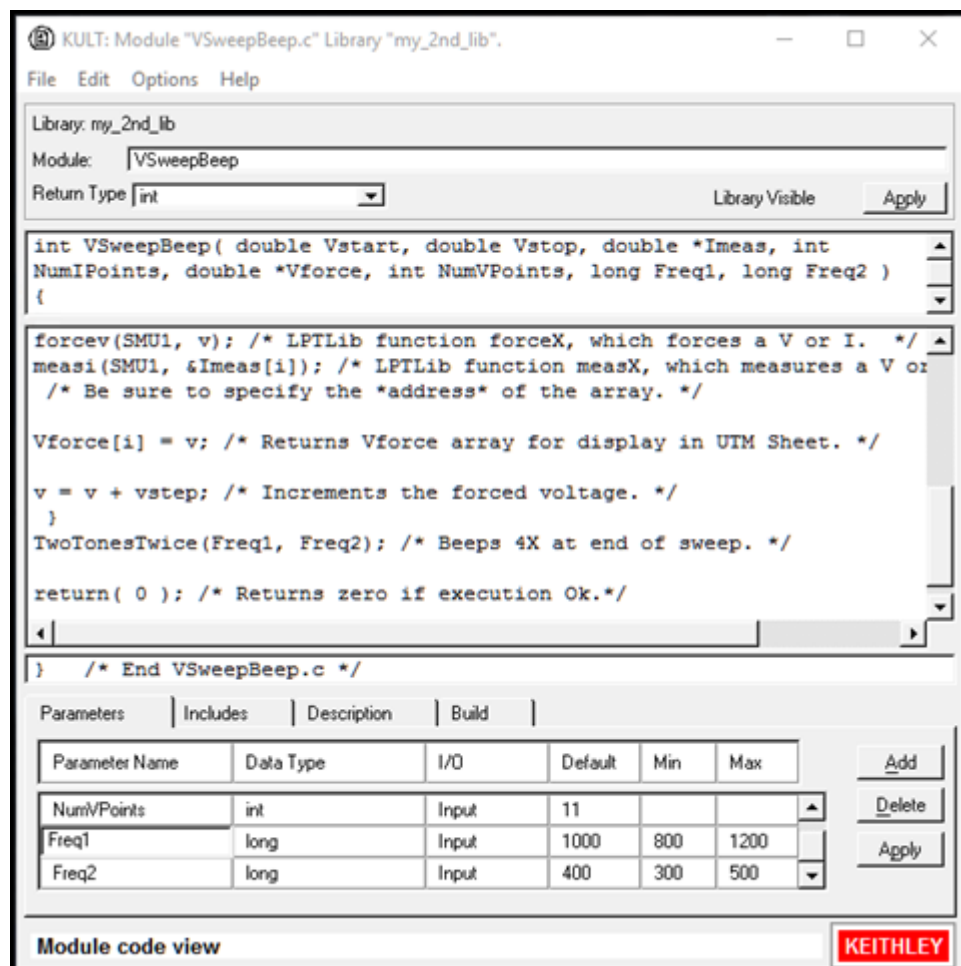 KULT: Module "VSweepBeep.c" Library "my_2nd_lib".
File Edit Options Help
Library: my_2nd_lib
Module: VSweepBeep
Return Type int Library Visible Apply
int VSweepBeep( double Vstart, double Vstop, double *Imeas, int
NumIPoints, double *Vforce, int NumVPoints, long Freq1, long Freq2 )
{
forcev(SMU1, v); /* LPTLib function forceX, which forces a V or I. */
measi(SMU1, &Imeas[i]); /* LPTLib function measX, which measures a V or
/* Be sure to specify the *address* of the array. */
Vforce[i] = v; /* Returns Vforce array for display in UTM Sheet. */
v = v + vstep; /* Increments the forced voltage. */
}
TwoTonesTwice(Freq1, Freq2); /* Beeps 4X at end of sweep. */
return( 0 ); /* Returns zero if execution Ok.*/
} /* End VSweepBeep.c */
Parameters Includes Description Build
Parameter Name Data Type I/O Default Min Max Add
NumVPoints int Input 11 Delete
Freq1 long Input 1000 800 1200 Apply
Freq2 long Input 400 300 500
Module code view KEITHLEY